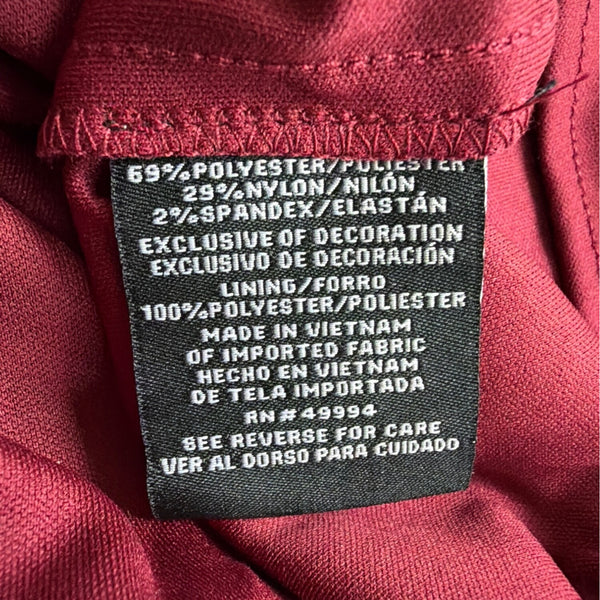 69%POLYESTER/POLIESTER
29%NYLON/NILÓN,
2%SPANDEX/ELASTÁN
EXCLUSIVE OF DECORATION
EXCLUSIVO DE DECORACIÓN
LINING/FORRO
100%POLYESTER/POLIESTER
MADE IN VIETNAM
OF IMPORTED FABRIC
HECHO EN VIETNAM
DE TELA IMPORTADA
RN#49994
SEE REVERSE FOR CARE
VER AL DORSO PARA CUIDADO